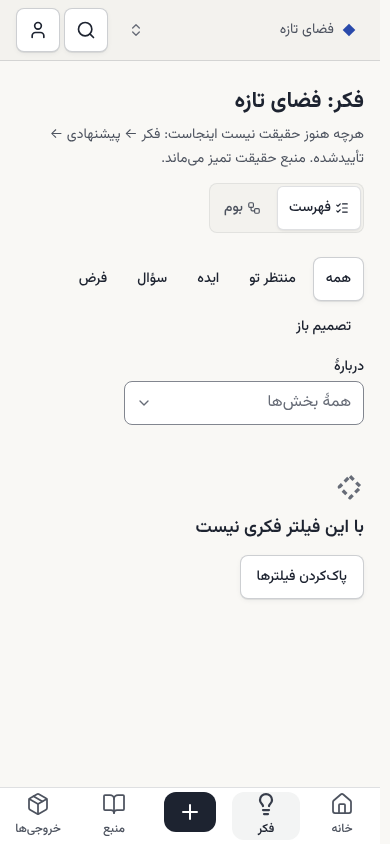 فضای تازه
فکر: فضای تازه
هرچه هنوز حقیقت نیست اینجاست: فکر ← پیشنهادی ←
تأییدشده. منبع حقیقت تمیز می‌ماند.
فهرست
بوم
همه
منتظر تو
ایده
سؤال
فرض
تصمیم باز
دربارهٔ
همهٔ بخش‌ها
با این فیلتر فکری نیست
پاک‌کردن فیلترها
خانه
فکر
منبع
خروجی‌ها